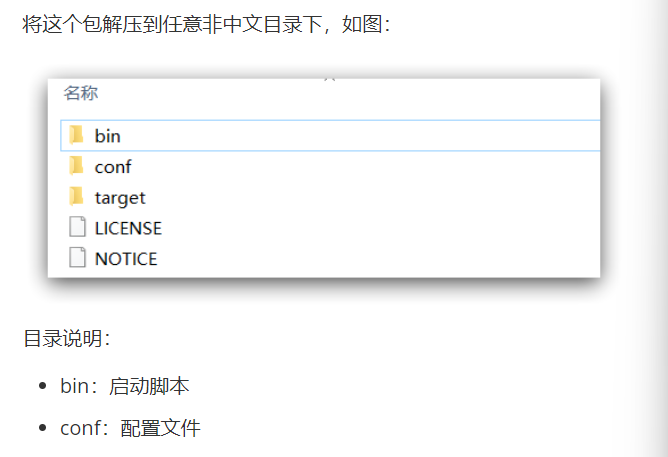 将这个包解压到任意非中文目录下，如图：
名称
bin
conf
target
LICENSE
NOTICE
目录说明：
bin：启动脚本
conf：配置文件